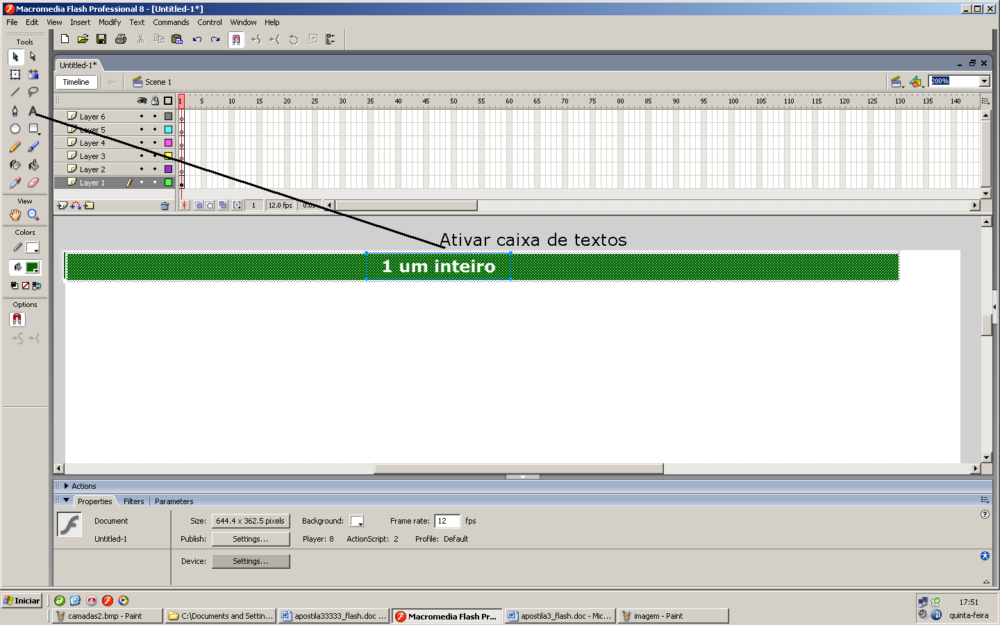 Macromedia Flash Professional 8 - [Untitled-1*]
File Edit View Insert Modify Text Commands Control Window Help
Tools
Untitled-1*
Timeline
Scene 1
200%
1 5 10 15 20 25 30 35 40 45 50 55 60 65 70 75 80 85 90 95 100 105 110 115 120 125 130 135 140
Layer 6
Layer 5
Layer 4
Layer 3
Layer 2
Layer 1
1 12.0 fps
View
Colors
Options
Ativar caixa de textos
1 um inteiro
Actions
Properties Filters Parameters
Document Size: 644.4 x 362.5 pixels Background: Frame rate: 12 fps
Untitled-1 Publish: Settings... Player: 8 ActionScript: 2 Profile: Default
Device: Settings...
Iniciar
camadas2.bmp - Paint
C:\Documents and Settin...
apostila33333_flash.doc ...
Macromedia Flash Pr...
apostila3_flash.doc - Mic...
imagem - Paint
17:51
quinta-feira